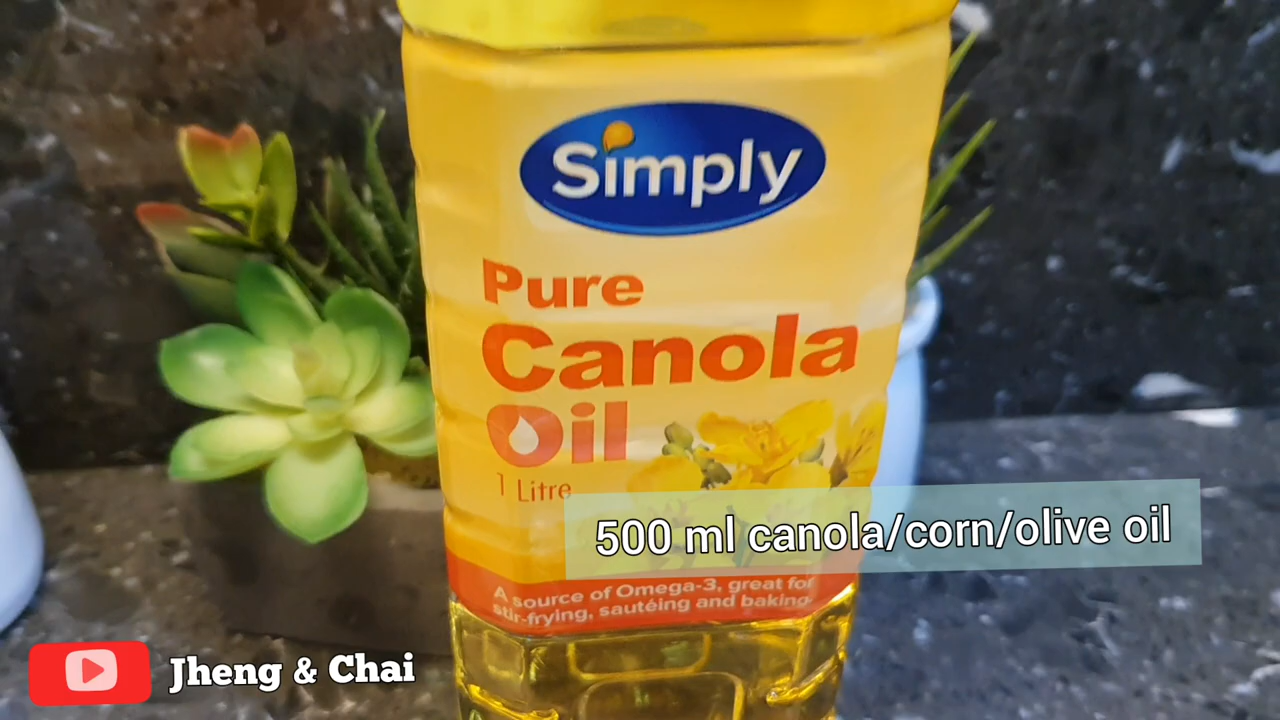 Simply
Pure
Canola
Oil
1 Litre
500 ml canola/corn/olive oil
A source of Omega-3, great for
stir-frying, sautéing and baking
Jheng & Chai